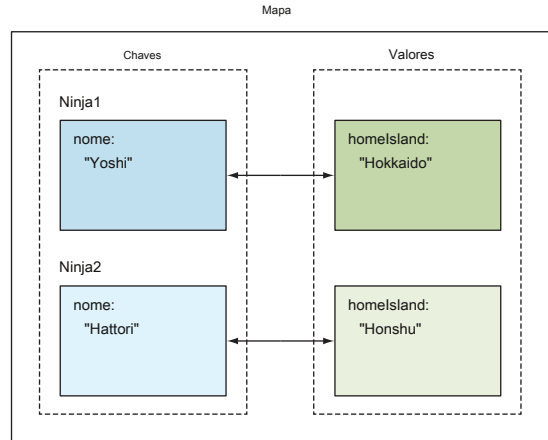 Mapa
Chaves
Valores
Ninja1
nome:
"Yoshi"
homeIsland:
"Hokkaido"
Ninja2
nome:
"Hattori"
homeIsland:
"Honshu"